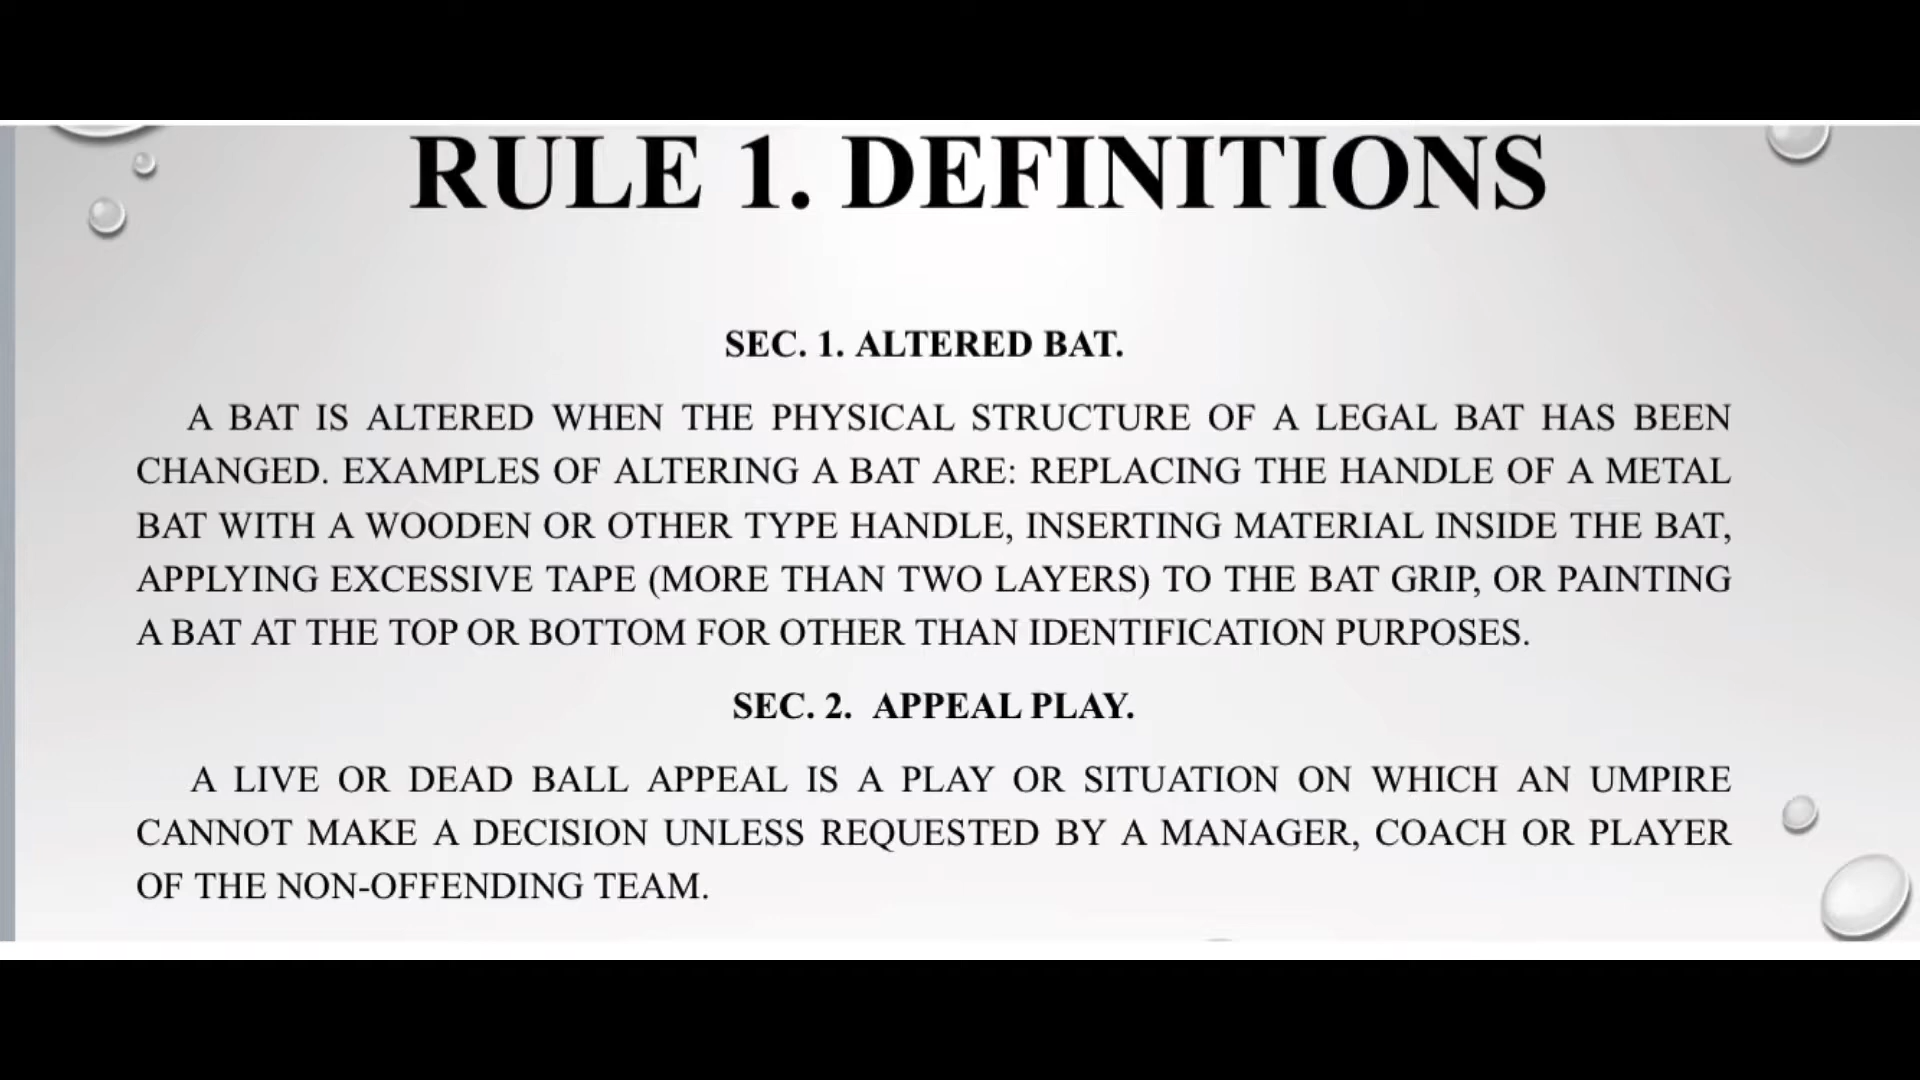 RULE 1. DEFINITIONS
SEC. 1. ALTERED BAT.
A BAT IS ALTERED WHEN THE PHYSICAL STRUCTURE OF A LEGAL BAT HAS BEEN
CHANGED. EXAMPLES OF ALTERING A BAT ARE: REPLACING THE HANDLE OF A METAL
BAT WITH A WOODEN OR OTHER TYPE HANDLE, INSERTING MATERIAL INSIDE THE BAT,
APPLYING EXCESSIVE TAPE (MORE THAN TWO LAYERS) TO THE BAT GRIP, OR PAINTING
A BAT AT THE TOP OR BOTTOM FOR OTHER THAN IDENTIFICATION PURPOSES.
SEC. 2. APPEAL PLAY.
A LIVE OR DEAD BALL APPEAL IS A PLAY OR SITUATION ON WHICH AN UMPIRE
CANNOT MAKE A DECISION UNLESS REQUESTED BY A MANAGER, COACH OR PLAYER
OF THE NON-OFFENDING TEAM.